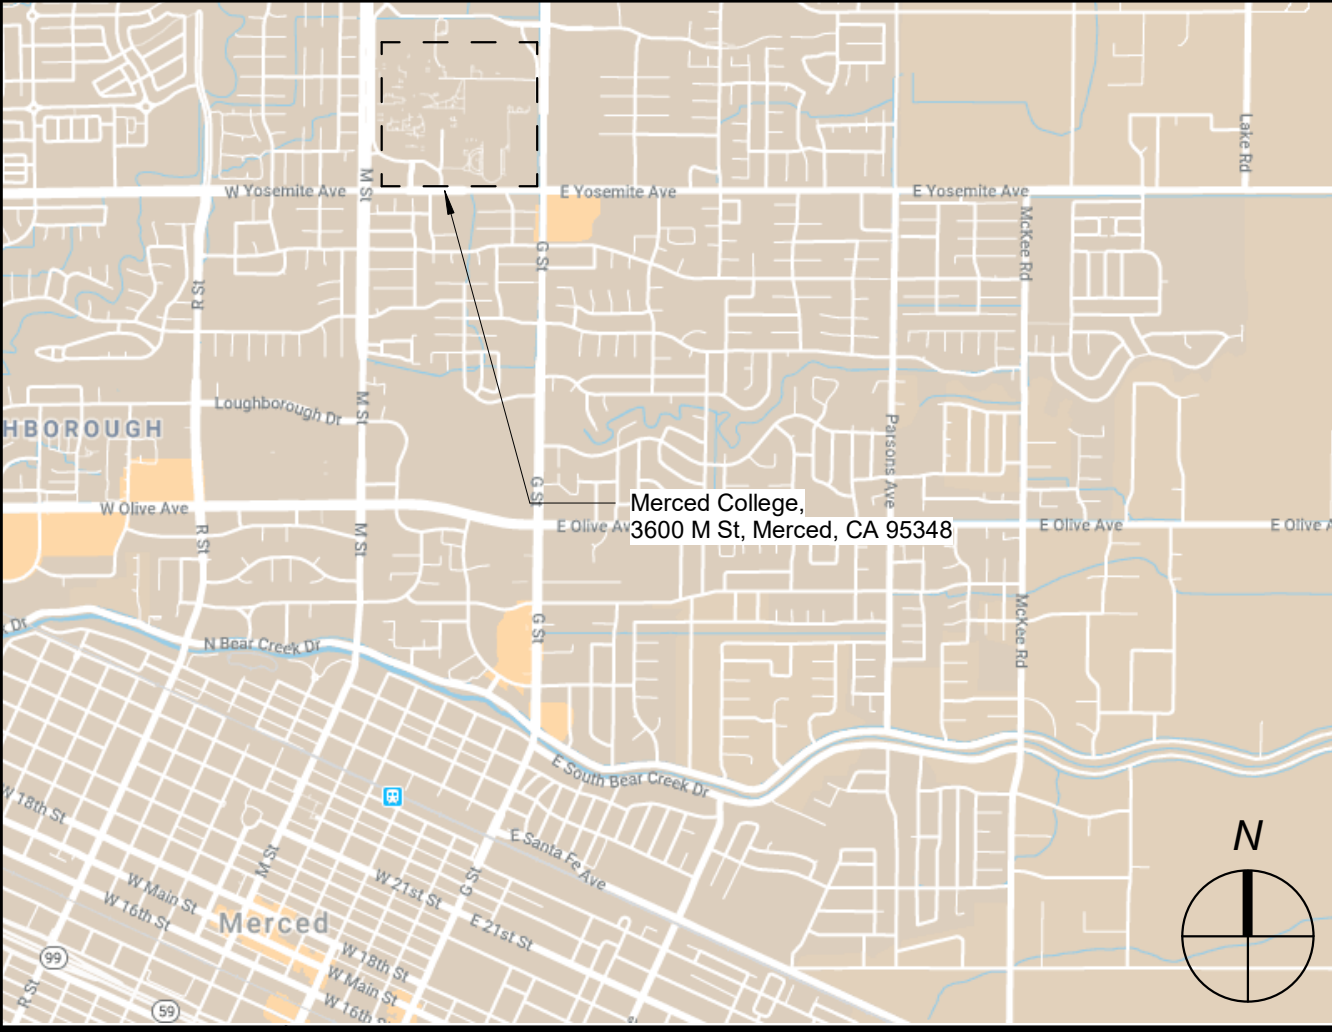 Lake Rd
M St
W Yosemite Ave
E Yosemite Ave
E Yosemite Ave
McKee Rd
G St
R St
Loughborough Dr
M St
HBOROUGH
Parsons Ave
G St
Merced College,
3600 M St, Merced, CA 95348
W Olive Ave
E Olive Av
E Olive Ave
E Olive A
R St
M St
McKee Rd
G St
Dr
N Bear Creek Dr
E South Bear Creek Dr
W 18th St
N
E Santa Fe Ave
M St
W 21st St
G St
W Main St
W 16th St
Merced
E 21st St
W 18th St
99
W Main St
R St
W 16th S
59